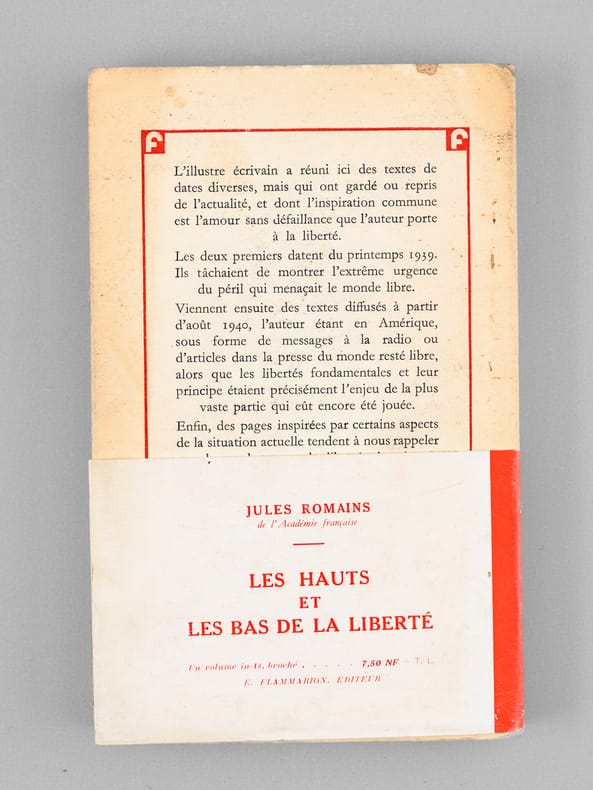 F F
L'illustre écrivain a réuni ici des textes de
dates diverses, mais qui ont gardé ou repris
de l'actualité, et dont l'inspiration commune
est l'amour sans défaillance que l'auteur porte
à la liberté.
Les deux premiers datent du printemps 1939.
Ils tâchaient de montrer l'extrême urgence
du péril qui menaçait le monde libre.
Viennent ensuite des textes diffusés à partir
d'août 1940, l'auteur étant en Amérique,
sous forme de messages à la radio ou
d'articles dans la presse du monde resté libre,
alors que les libertés fondamentales et leur
principe étaient précisément l'enjeu de la plus
vaste partie qui eût encore été jouée.
Enfin, des pages inspirées par certains aspects
de la situation actuelle tendent à nous rappeler
JULES ROMAINS
de l'Académie française
LES HAUTS
ET
LES BAS DE LA LIBERTÉ
Un volume in-18, broché . . . . . 7,50 NF + T. L.
E. FLAMMARION, ÉDITEUR